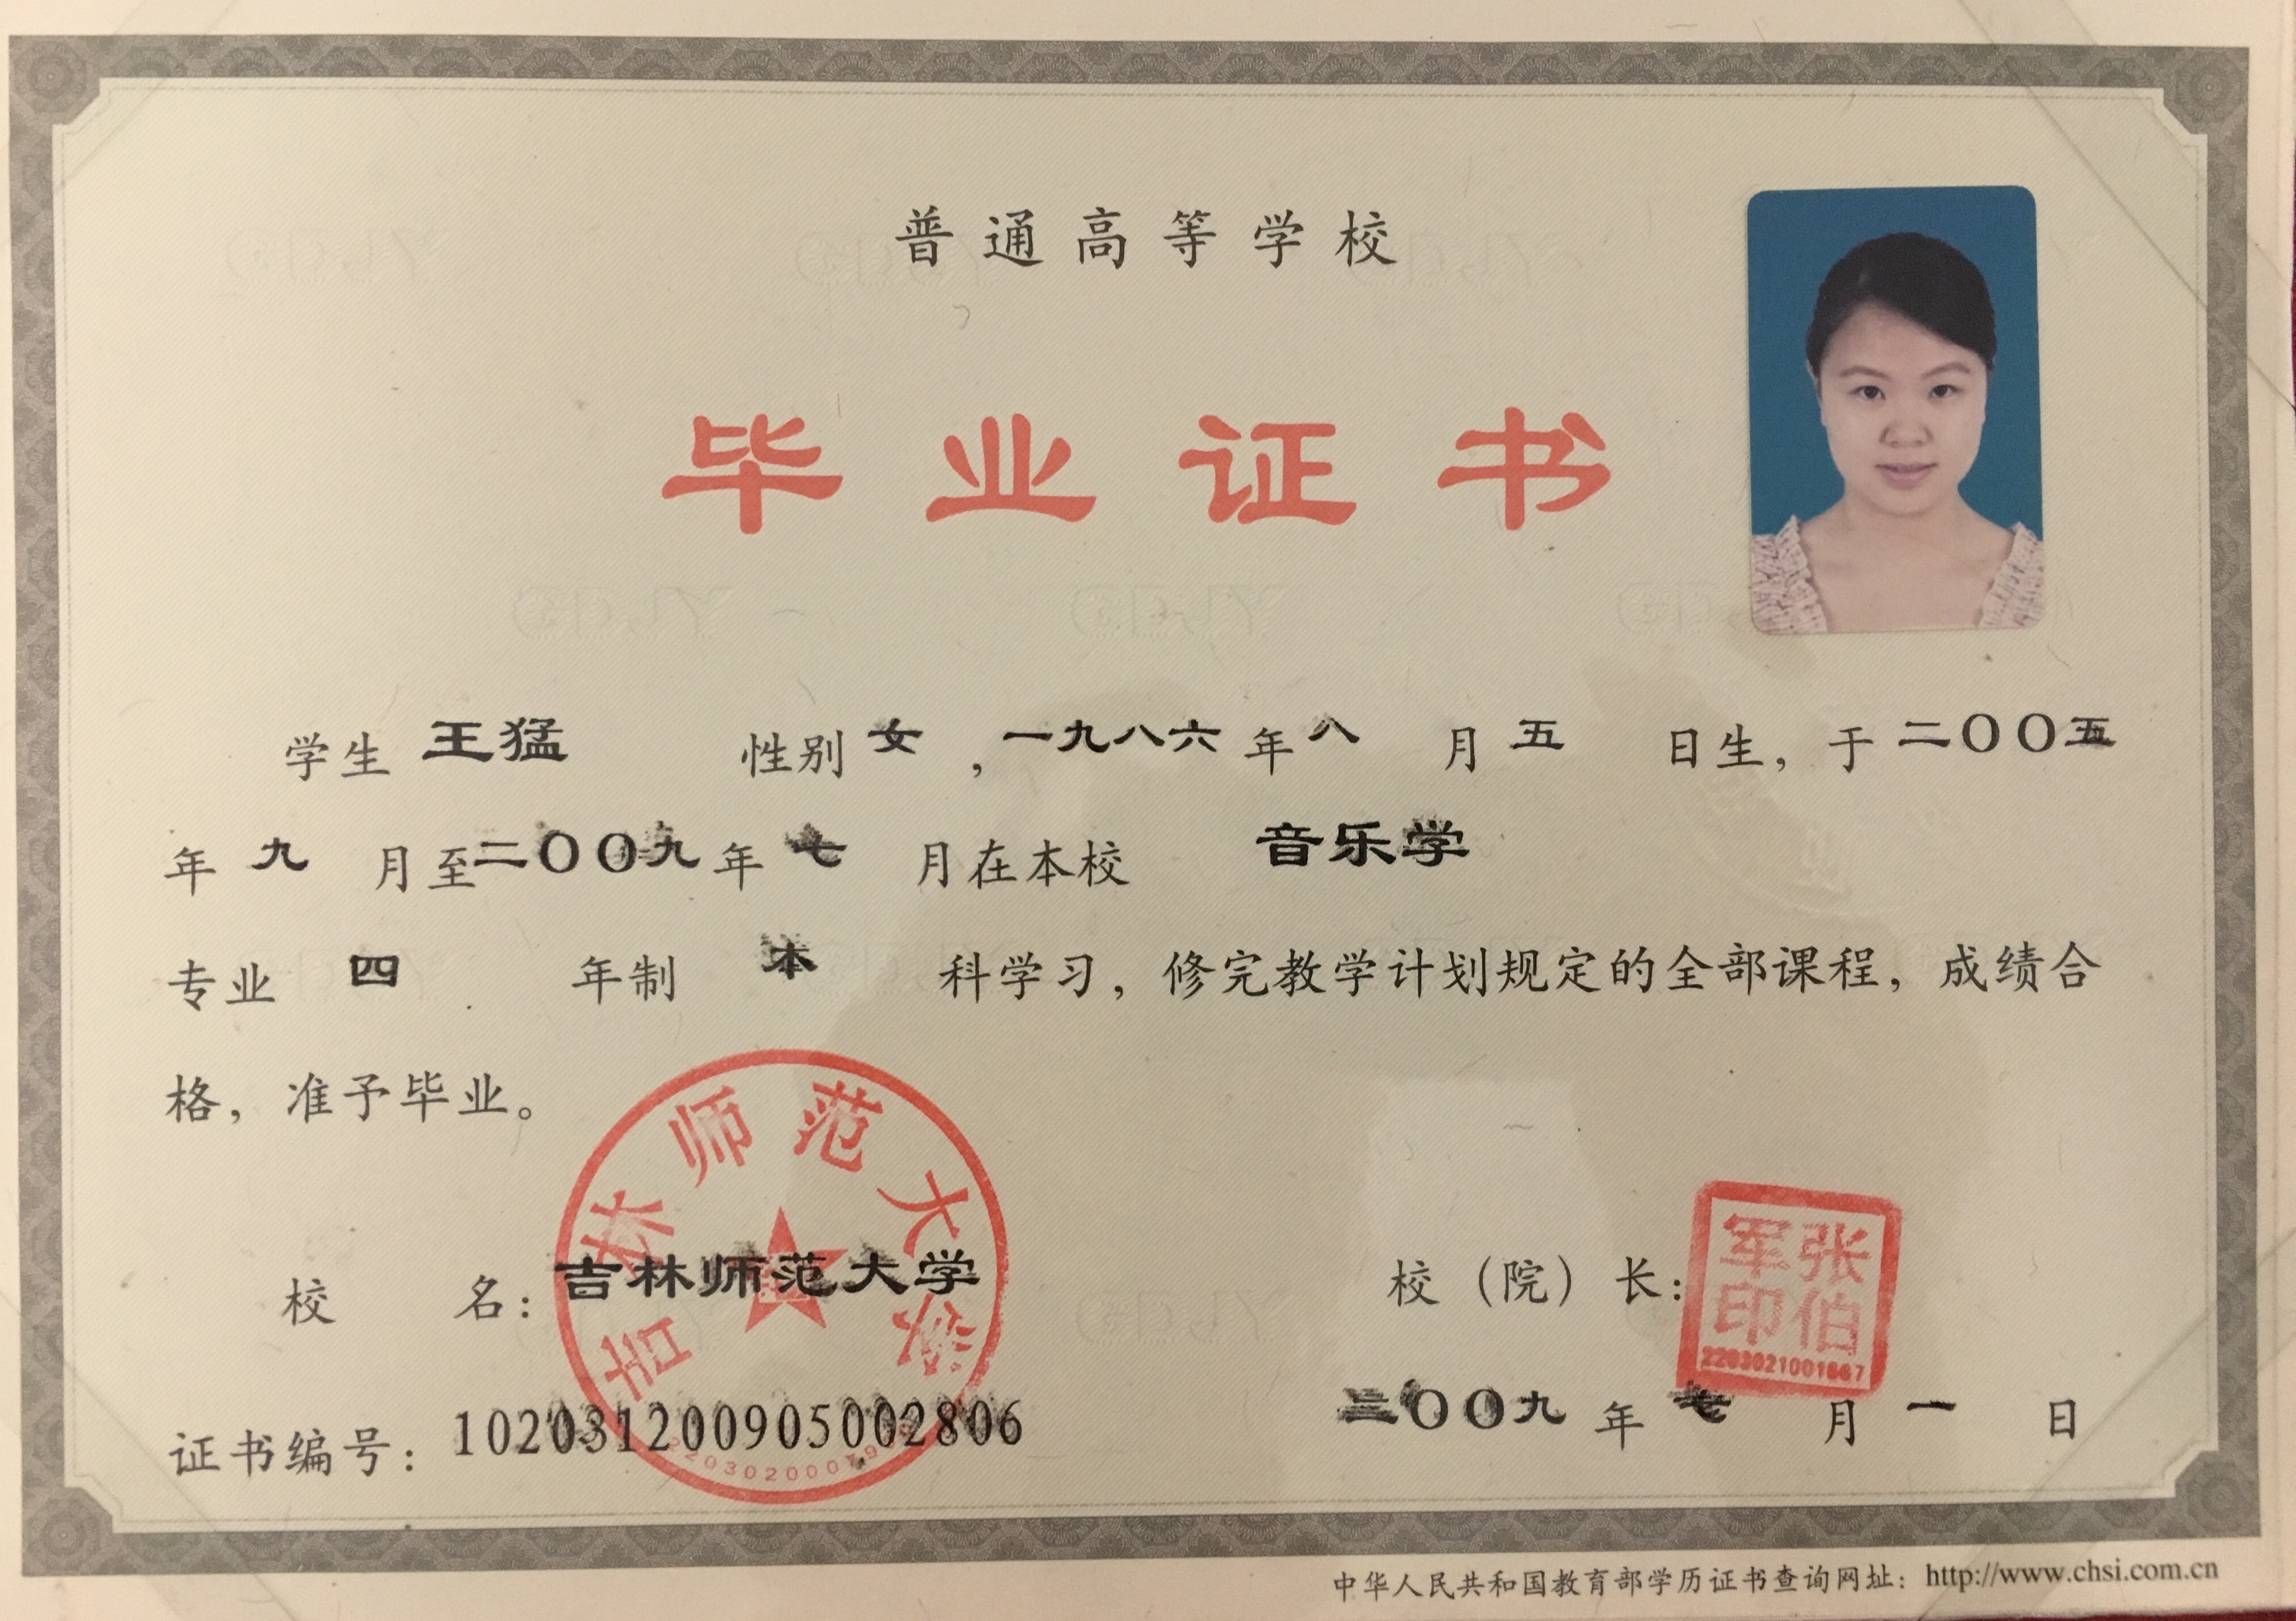 普通高等学校
毕业证书
学生 王猛 性别 女 ,一九八六 年 八 月 五 日生, 于 二〇〇五
年 九 月至 二〇〇九 年 七 月在本校 音乐学
专业 四 年制 本 科学习, 修完教学计划规定的全部课程, 成绩合
格, 准予毕业。
吉林师范大学
校 名: 吉林师范大学
校(院)长:
张伯军印
2203021001667
证书编号: 102031200905002806
二〇〇九 年 七 月 一 日
中华人民共和国教育部学历证书查询网址: http://www.chsi.com.cn